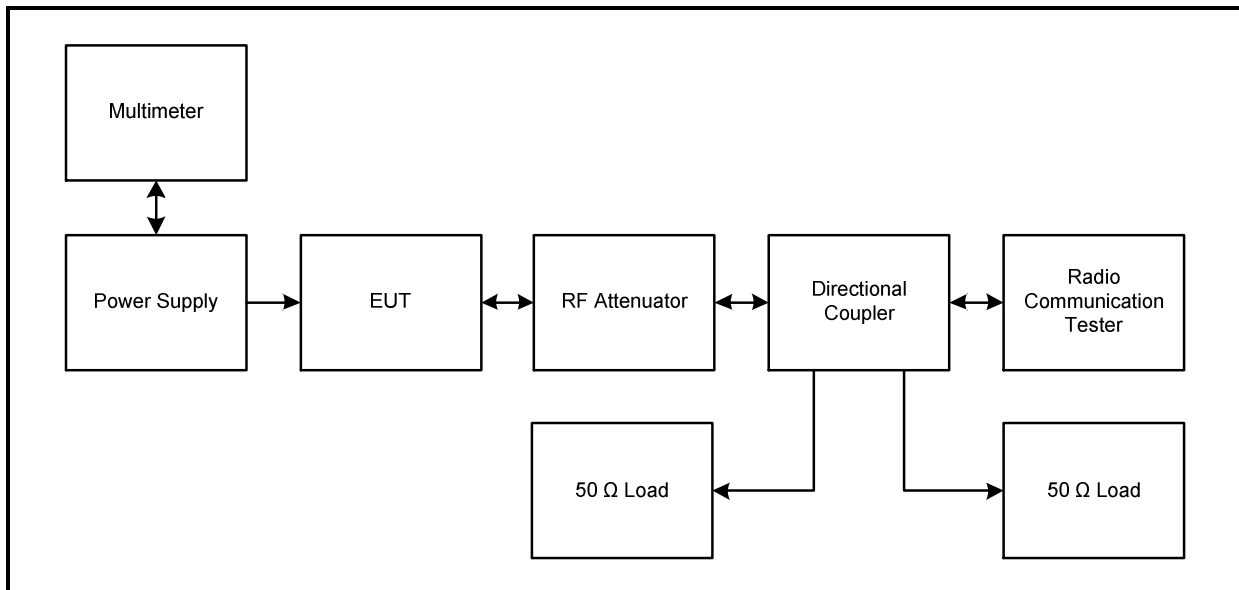 Multimeter
Power Supply
EUT
RF Attenuator
Directional
Coupler
Radio
Communication
Tester
50 Ω Load
50 Ω Load